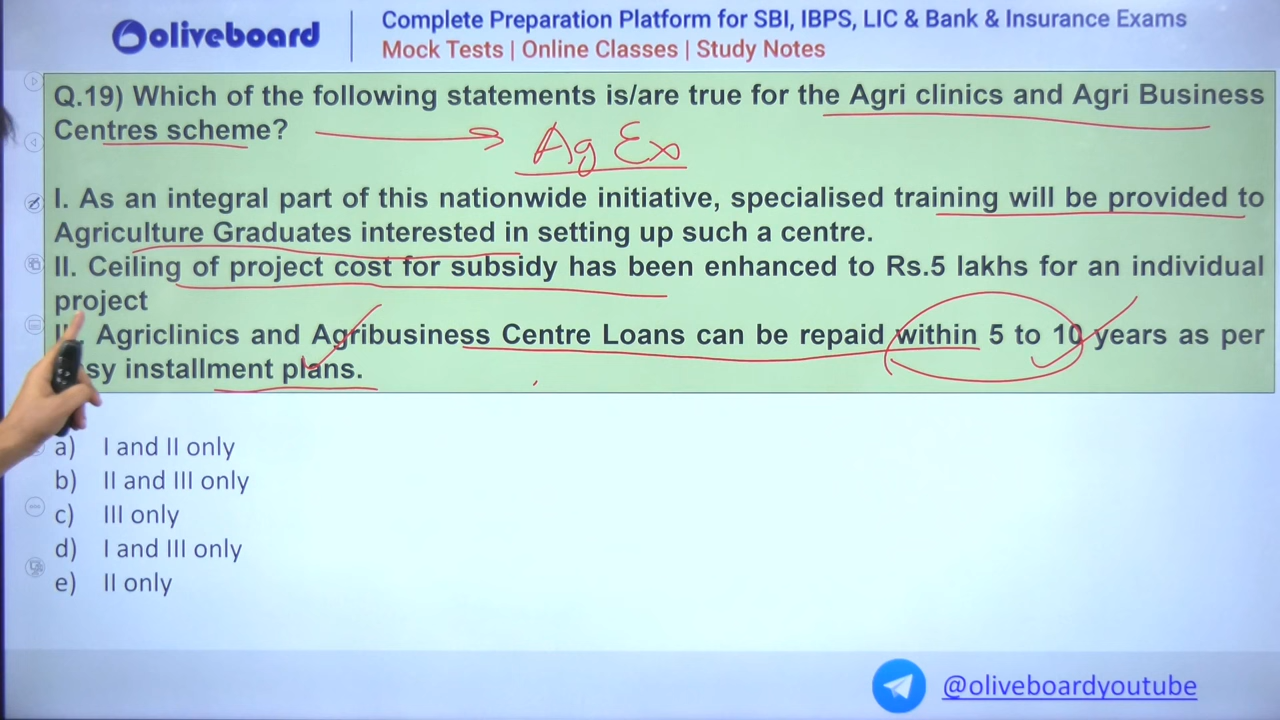 oliveboard
Complete Preparation Platform for SBI, IBPS, LIC & Bank & Insurance Exams
Mock Tests | Online Classes | Study Notes
Q.19) Which of the following statements is/are true for the Agri clinics and Agri Business
Centres scheme?
Ag Ex
I. As an integral part of this nationwide initiative, specialised training will be provided to
Agriculture Graduates interested in setting up such a centre.
II. Ceiling of project cost for subsidy has been enhanced to Rs.5 lakhs for an individual
project
Agriclinics and Agribusiness Centre Loans can be repaid within 5 to 10 years as per
sy installment plans.
a) I and II only
b) II and III only
c) III only
d) I and III only
e) II only
@oliveboardyoutube